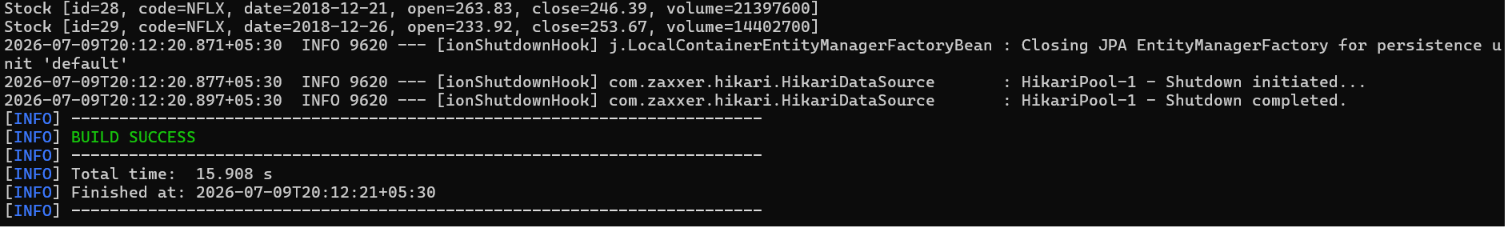 Stock [id=28, code=NFLX, date=2018-12-21, open=263.83, close=246.39, volume=21397600]
Stock [id=29, code=NFLX, date=2018-12-26, open=233.92, close=253.67, volume=14402700]
2026-07-09T20:12:20.871+05:30  INFO 9620 --- [ionShutdownHook] j.LocalContainerEntityManagerFactoryBean : Closing JPA EntityManagerFactory for persistence u
nit 'default'
2026-07-09T20:12:20.877+05:30  INFO 9620 --- [ionShutdownHook] com.zaxxer.hikari.HikariDataSource       : HikariPool-1 - Shutdown initiated...
2026-07-09T20:12:20.897+05:30  INFO 9620 --- [ionShutdownHook] com.zaxxer.hikari.HikariDataSource       : HikariPool-1 - Shutdown completed.
[INFO] ------------------------------------------------------------------------
[INFO] BUILD SUCCESS
[INFO] ------------------------------------------------------------------------
[INFO] Total time:  15.908 s
[INFO] Finished at: 2026-07-09T20:12:21+05:30
[INFO] ------------------------------------------------------------------------